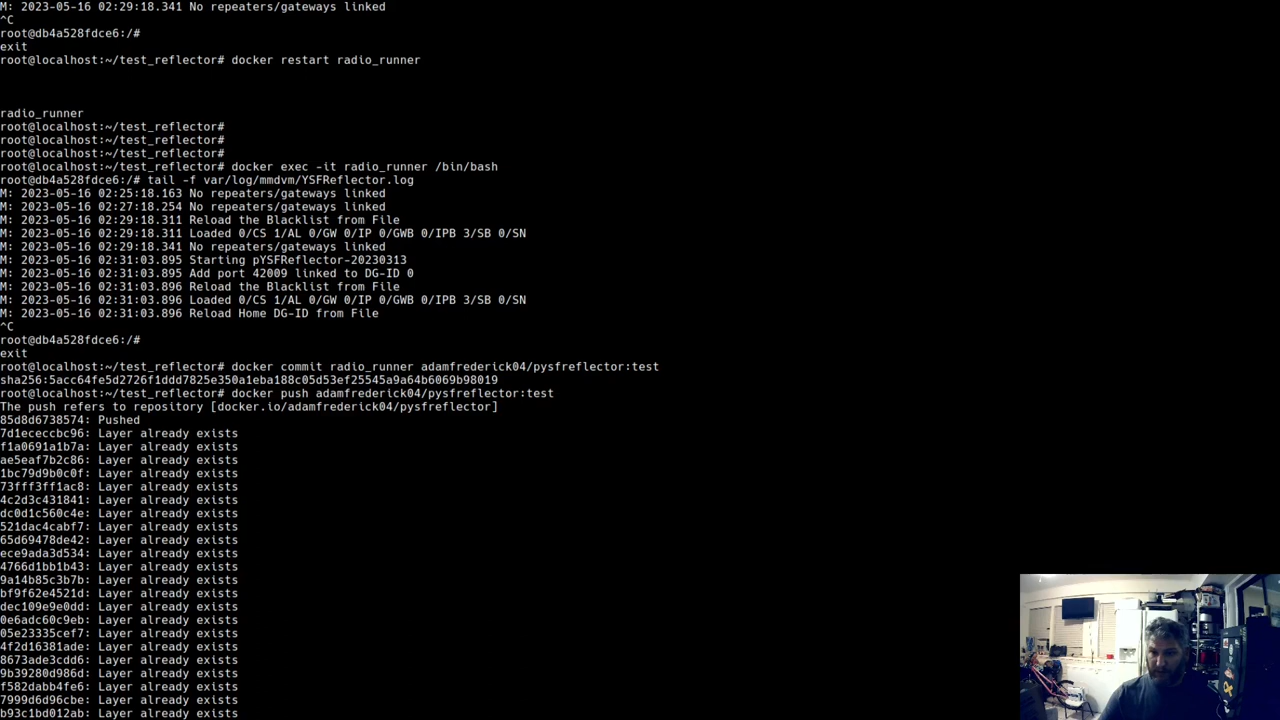 M: 2023-05-16 02:29:18.341 No repeaters/gateways linked
^C
root@db4a528fdce6:/#
exit
root@localhost:~/test_reflector# docker restart radio_runner
radio_runner
root@localhost:~/test_reflector#
root@localhost:~/test_reflector#
root@localhost:~/test_reflector#
root@localhost:~/test_reflector# docker exec -it radio_runner /bin/bash
root@db4a528fdce6:/# tail -f var/log/mmdvm/YSFReflector.log
M: 2023-05-16 02:25:18.163 No repeaters/gateways linked
M: 2023-05-16 02:27:18.254 No repeaters/gateways linked
M: 2023-05-16 02:29:18.311 Reload the Blacklist from File
M: 2023-05-16 02:29:18.311 Loaded 0/CS 1/AL 0/GW 0/IP 0/GWB 0/IPB 3/SB 0/SN
M: 2023-05-16 02:29:18.341 No repeaters/gateways linked
M: 2023-05-16 02:31:03.895 Starting pYSFReflector-20230313
M: 2023-05-16 02:31:03.895 Add port 42009 linked to DG-ID 0
M: 2023-05-16 02:31:03.896 Reload the Blacklist from File
M: 2023-05-16 02:31:03.896 Loaded 0/CS 1/AL 0/GW 0/IP 0/GWB 0/IPB 3/SB 0/SN
M: 2023-05-16 02:31:03.896 Reload Home DG-ID from File
^C
root@db4a528fdce6:/#
exit
root@localhost:~/test_reflector# docker commit radio_runner adamfrederick04/pysfreflector:test
sha256:5acc64fe5d2726f1ddd7825e350a1eba188c05d53ef25545a9a64b6069b98019
root@localhost:~/test_reflector# docker push adamfrederick04/pysfreflector:test
The push refers to repository [docker.io/adamfrederick04/pysfreflector]
85d8d6738574: Pushed
7d1ececcbc96: Layer already exists
f1a0691a1b7a: Layer already exists
ae5eaf7b2c86: Layer already exists
1bc79d9b0c0f: Layer already exists
73fff3ff1ac8: Layer already exists
4c2d3c431841: Layer already exists
dc0d1c560c4e: Layer already exists
521dac4cabf7: Layer already exists
65d69478de42: Layer already exists
ece9ada3d534: Layer already exists
4766d1bb1b43: Layer already exists
9a14b85c3b7b: Layer already exists
bf9f62e4521d: Layer already exists
dec109e9e0dd: Layer already exists
0e6adc60c9eb: Layer already exists
05e23335cef7: Layer already exists
4f2d16381ade: Layer already exists
8673ade3cdd6: Layer already exists
9b39280d986d: Layer already exists
f582dabb4fe6: Layer already exists
7999d6d96cbe: Layer already exists
b93c1bd012ab: Layer already exists